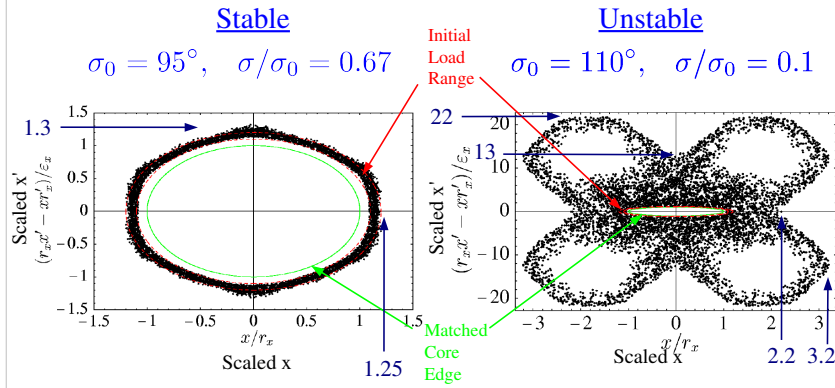 Stable
Unstable
σ₀ = 95°, σ/σ₀ = 0.67
σ₀ = 110°, σ/σ₀ = 0.1
Initial
Load
Range
1.3
1.5
1
0.5
0
−0.5
−1
−1.5
Scaled x'
(rₓx′ − xr′ₓ)/εₓ
−1.5
−1
−0.5
0
0.5
1
1.5
x/rₓ
Scaled x
1.25
22
13
20
10
0
−10
−20
Scaled x'
(rₓx′ − xr′ₓ)/εₓ
−3
−2
−1
0
1
2
3
x/rₓ
Scaled x
2.2
3.2
Matched
Core
Edge